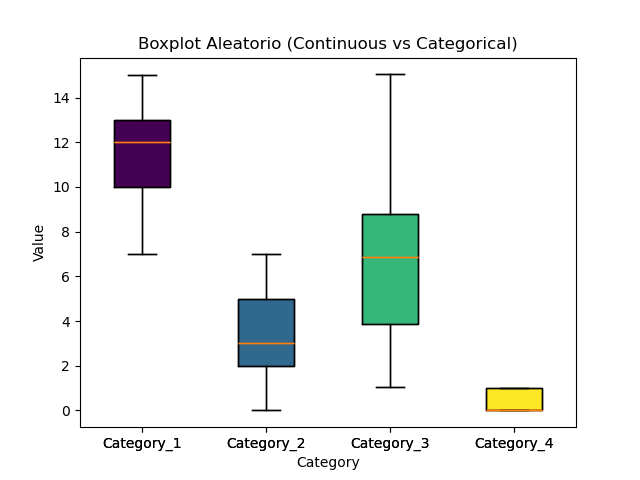 Boxplot Aleatorio (Continuous vs Categorical)
14
12
10
8
6
4
2
0
Value
Category_1 Category_2 Category_3 Category_4
Category